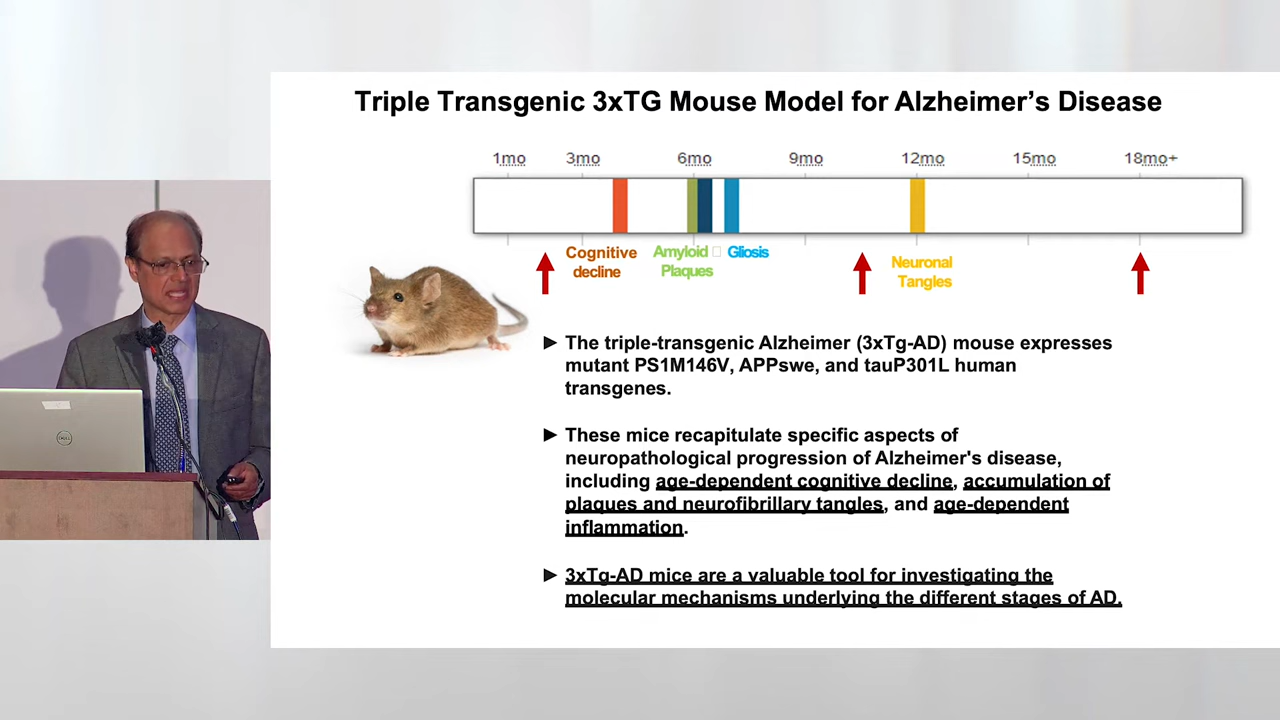 Triple Transgenic 3xTG Mouse Model for Alzheimer's Disease
1mo 3mo 6mo 9mo 12mo 15mo 18mo+
Cognitive
decline
Amyloid
Plaques
Gliosis
Neuronal
Tangles
► The triple-transgenic Alzheimer (3xTg-AD) mouse expresses
mutant PS1M146V, APPswe, and tauP301L human
transgenes.
► These mice recapitulate specific aspects of
neuropathological progression of Alzheimer's disease,
including age-dependent cognitive decline, accumulation of
plaques and neurofibrillary tangles, and age-dependent
inflammation.
► 3xTg-AD mice are a valuable tool for investigating the
molecular mechanisms underlying the different stages of AD.
DELL